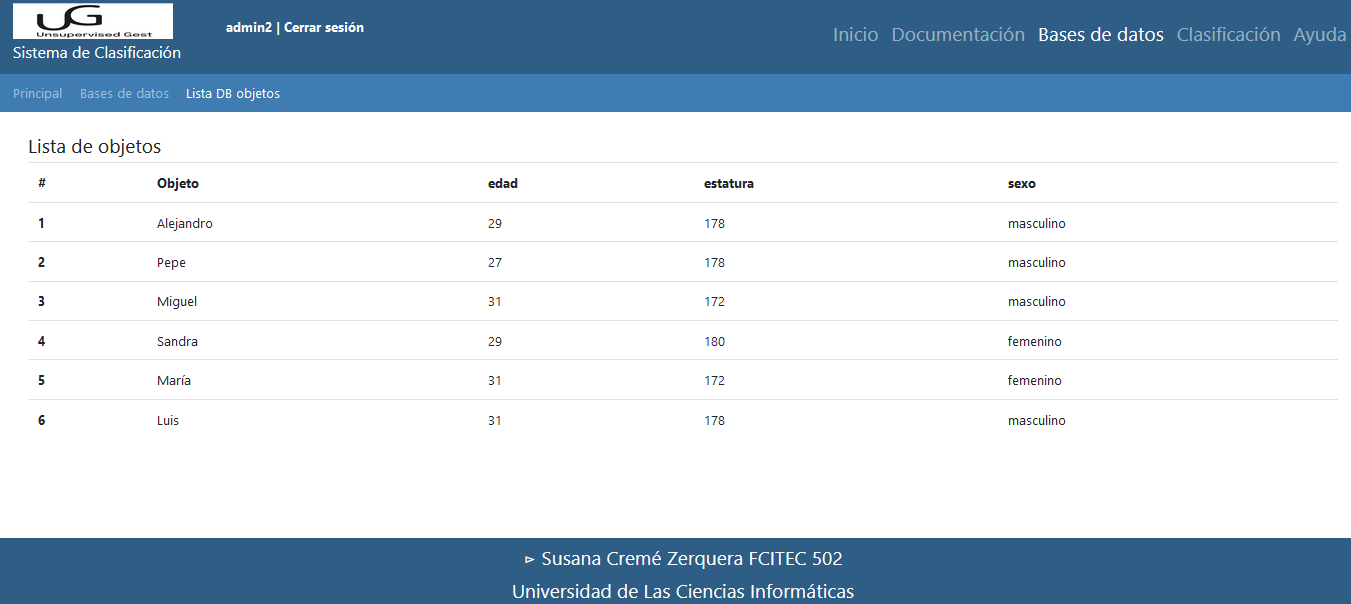 UG
Unsupervised Gest
Sistema de Clasificación
admin2 | Cerrar sesión
Inicio Documentación Bases de datos Clasificación Ayuda
Principal Bases de datos Lista DB objetos
Lista de objetos
# Objeto edad estatura sexo
1 Alejandro 29 178 masculino
2 Pepe 27 178 masculino
3 Miguel 31 172 masculino
4 Sandra 29 180 femenino
5 María 31 172 femenino
6 Luis 31 178 masculino
▻ Susana Cremé Zerquera FCITEC 502
Universidad de Las Ciencias Informáticas